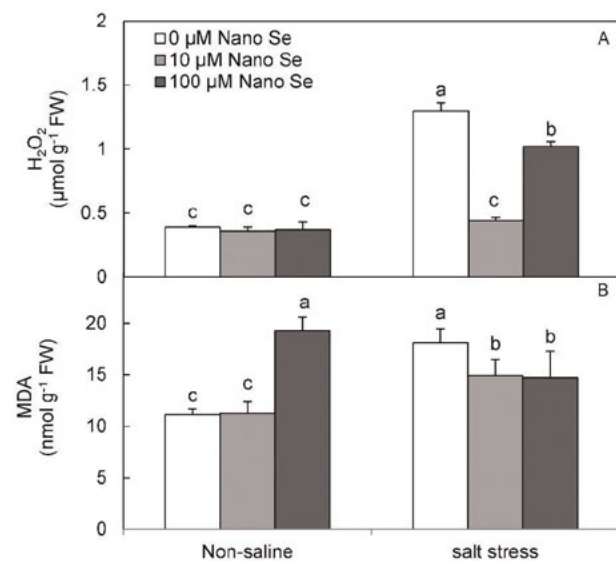 2
A
0 µM Nano Se
10 µM Nano Se
100 µM Nano Se
1.5
a
b
1
H₂O₂
(µmol g⁻¹ FW)
0.5
c c c
c
0
B
20
a
a
b b
15
MDA
(nmol g⁻¹ FW)
c c
10
5
0
Non-saline
salt stress